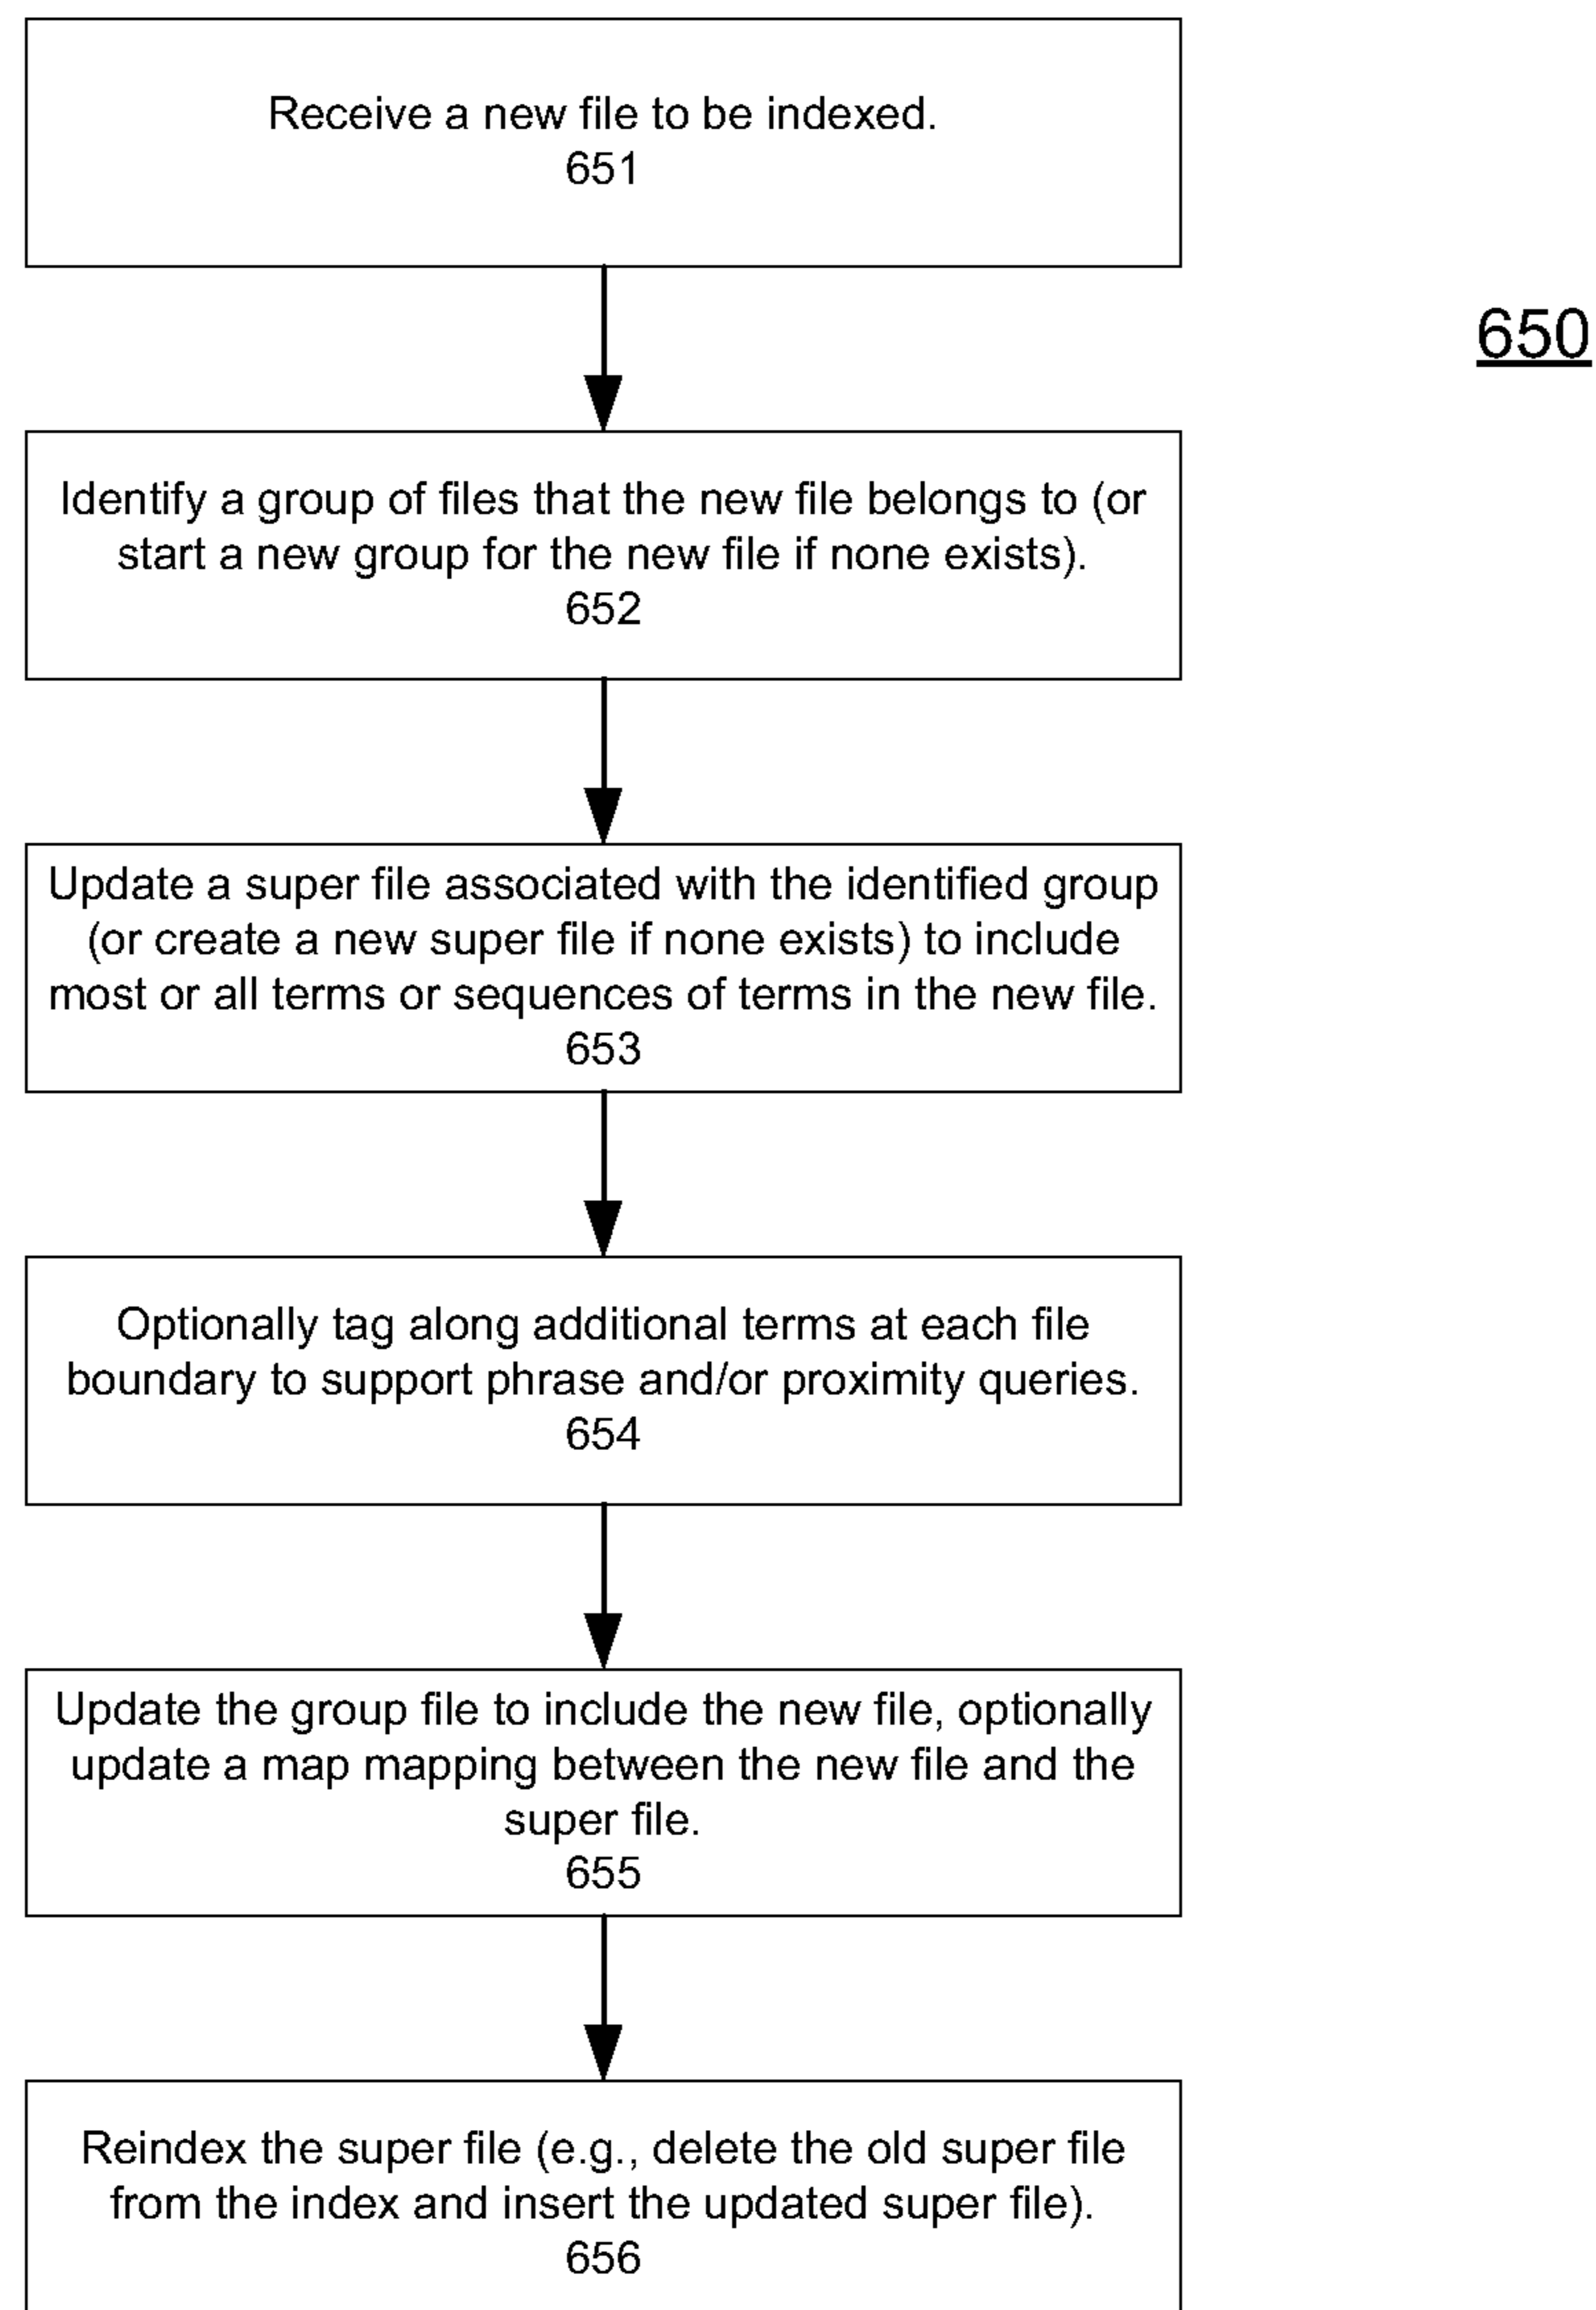 Receive a new file to be indexed.
651
650
Identify a group of files that the new file belongs to (or
start a new group for the new file if none exists).
652
Update a super file associated with the identified group
(or create a new super file if none exists) to include
most or all terms or sequences of terms in the new file.
653
Optionally tag along additional terms at each file
boundary to support phrase and/or proximity queries.
654
Update the group file to include the new file, optionally
update a map mapping between the new file and the
super file.
655
Reindex the super file (e.g., delete the old super file
from the index and insert the updated super file).
656